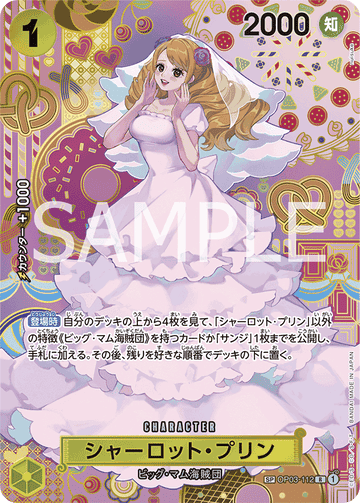 1
2000 知
カウンター +1000
SAMPLE
登場時 自分のデッキの上から4枚を見て、「シャーロット・プリン」以外
の特徴《ビッグ・マム海賊団》を持つカードか「サンジ」1枚までを公開し、
手札に加える。その後、残りを好きな順番でデッキの下に置く。
CHARACTER
シャーロット・プリン
ビッグ・マム海賊団
SP OP03-112 R 1